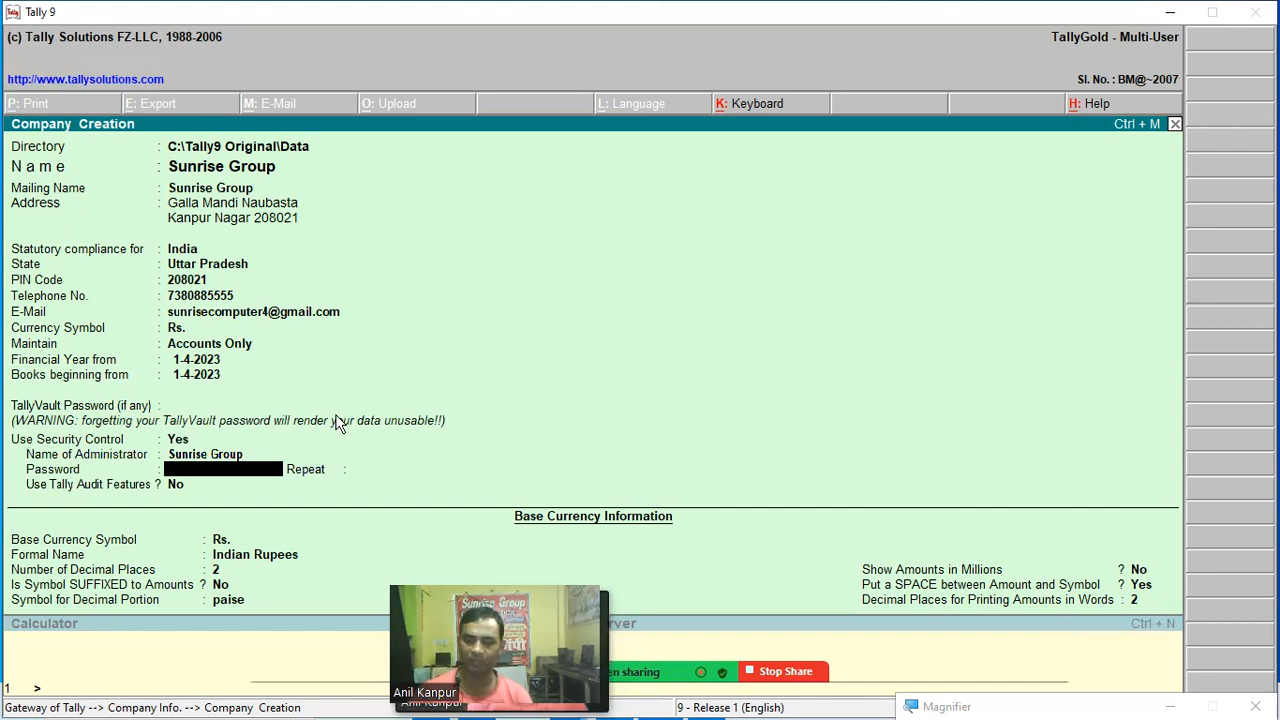 Tally 9
(c) Tally Solutions FZ-LLC, 1988-2006 TallyGold - Multi-User
http://www.tallysolutions.com Sl. No. : BM@~2007
P: Print E: Export M: E-Mail O: Upload L: Language K: Keyboard H: Help
Company Creation Ctrl + M
Directory : C:\Tally9 Original\Data
Name : Sunrise Group
Mailing Name : Sunrise Group
Address : Galla Mandi Naubasta
Kanpur Nagar 208021
Statutory compliance for : India
State : Uttar Pradesh
PIN Code : 208021
Telephone No. : 7380885555
E-Mail : sunrisecomputer4@gmail.com
Currency Symbol : Rs.
Maintain : Accounts Only
Financial Year from : 1-4-2023
Books beginning from : 1-4-2023
TallyVault Password (if any) :
(WARNING: forgetting your TallyVault password will render your data unusable!!)
Use Security Control : Yes
Name of Administrator : Sunrise Group
Password : Repeat :
Use Tally Audit Features ? No
Base Currency Information
Base Currency Symbol : Rs.
Formal Name : Indian Rupees
Number of Decimal Places : 2 Show Amounts in Millions ? No
Is Symbol SUFFIXED to Amounts ? No Put a SPACE between Amount and Symbol ? Yes
Symbol for Decimal Portion : paise Decimal Places for Printing Amounts in Words : 2
Sunrise Group
Calculator Ctrl + N
sharing Stop Share
1 >
Anil Kanpur
Anil Kanpur
Gateway of Tally --> Company Info. --> Company Creation 9 - Release 1 (English) Magnifier